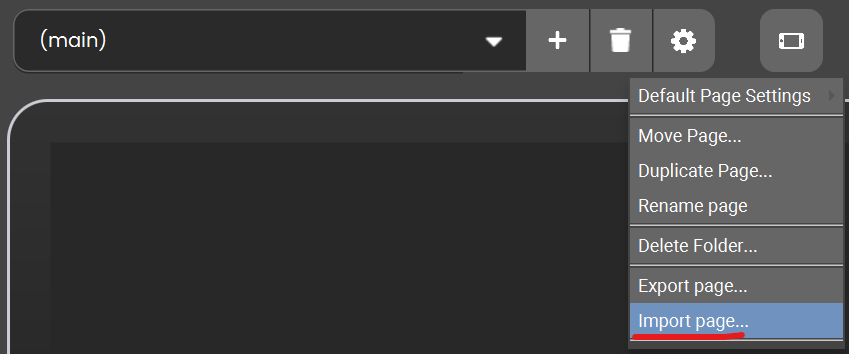 (main)
Default Page Settings
Move Page...
Duplicate Page...
Rename page
Delete Folder...
Export page...
Import page...